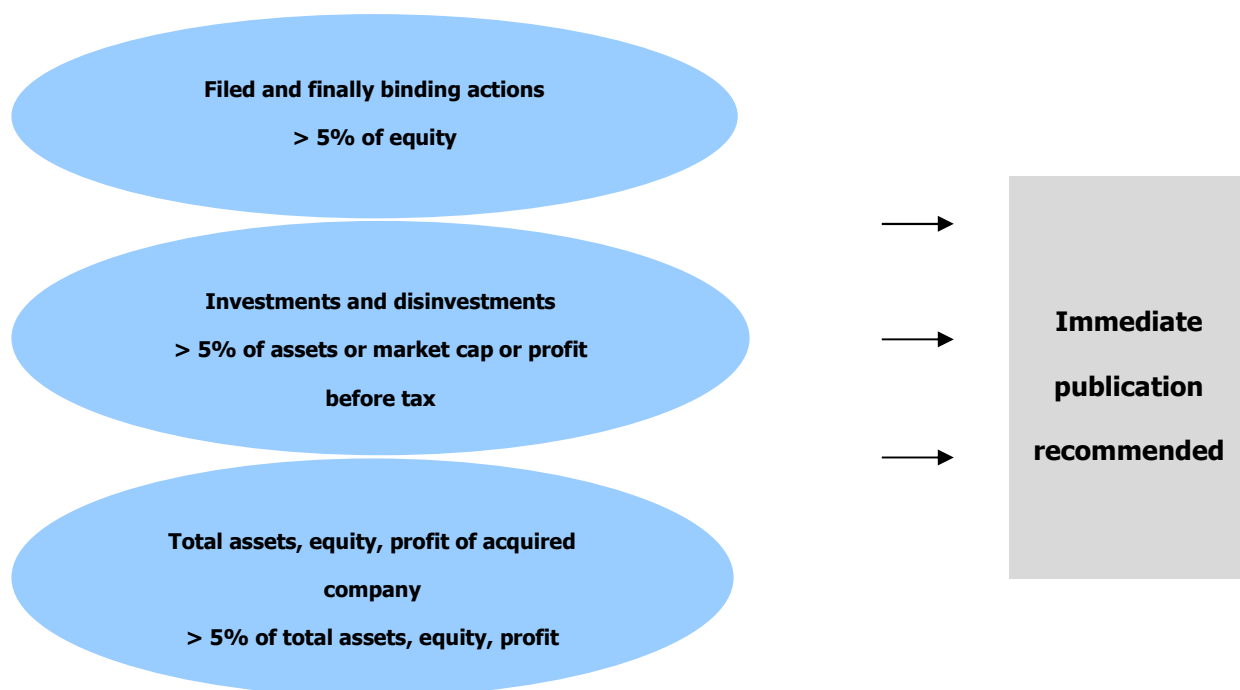 Filed and finally binding actions
> 5% of equity
Investments and disinvestments
> 5% of assets or market cap or profit
before tax
Total assets, equity, profit of acquired
company
> 5% of total assets, equity, profit
Immediate
publication
recommended